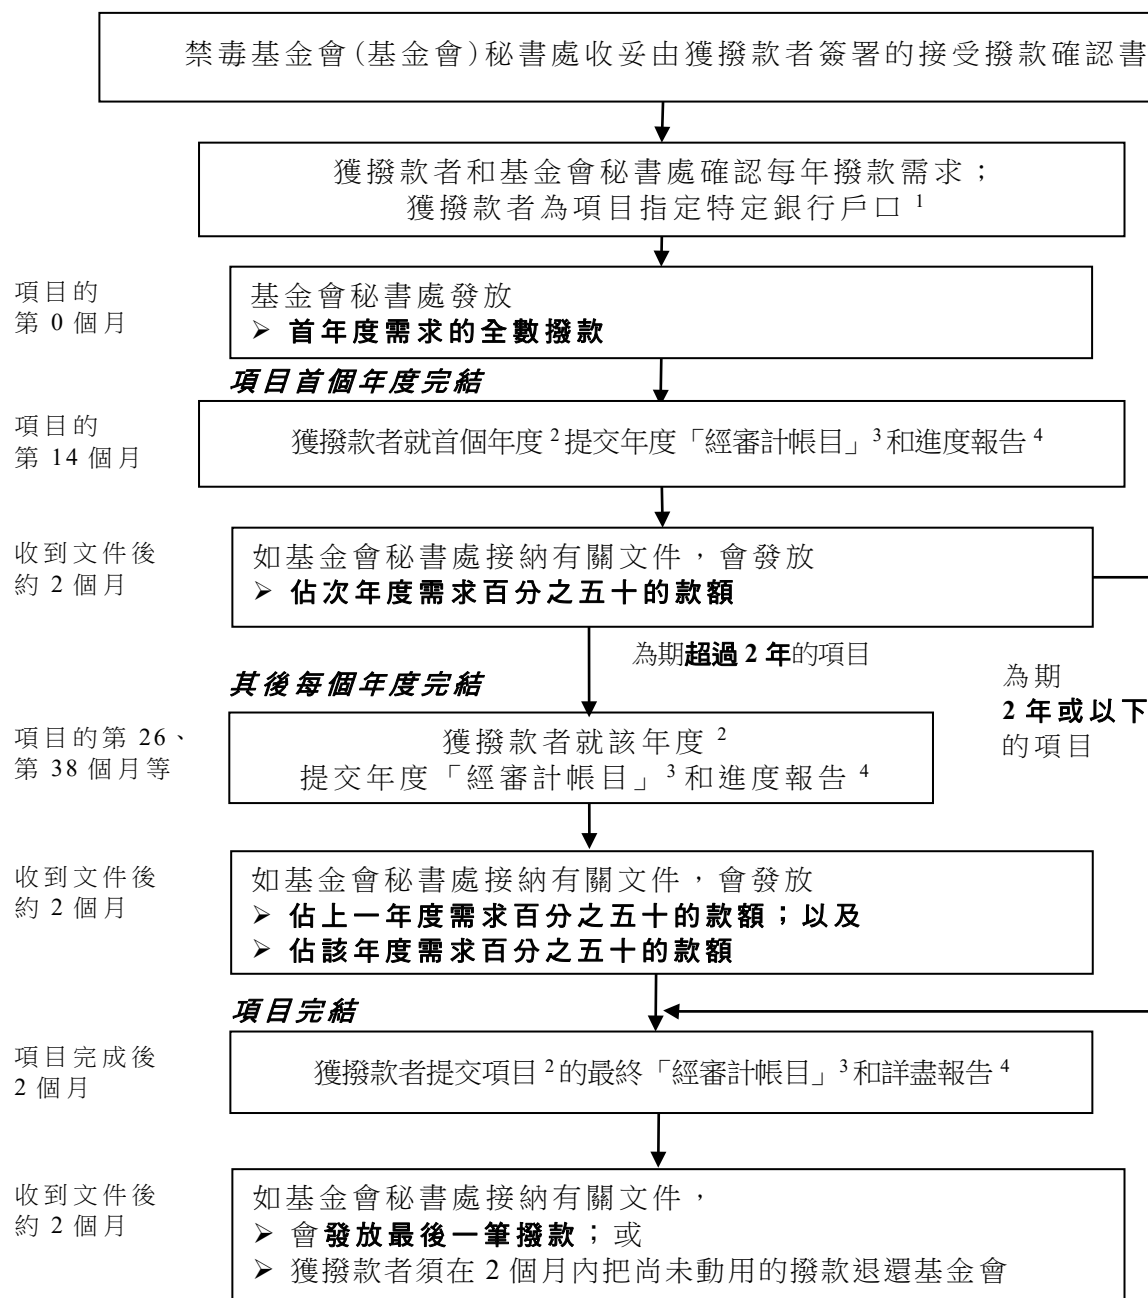 禁毒基金會(基金會)秘書處收妥由獲撥款者簽署的接受撥款確認書
獲撥款者和基金會秘書處確認每年撥款需求；
獲撥款者為項目指定特定銀行戶口 1
項目的
第 0 個月
基金會秘書處發放
➢ 首年度需求的全數撥款
項目首個年度完結
項目的
第 14 個月
獲撥款者就首個年度 2 提交年度「經審計帳目」3 和進度報告 4
收到文件後
約 2 個月
如基金會秘書處接納有關文件，會發放
➢ 佔次年度需求百分之五十的款額
為期超過 2 年的項目
為期
2 年或以下
的項目
其後每個年度完結
項目的第 26、
第 38 個月等
獲撥款者就該年度 2
提交年度「經審計帳目」3 和進度報告 4
收到文件後
約 2 個月
如基金會秘書處接納有關文件，會發放
➢ 佔上一年度需求百分之五十的款額；以及
➢ 佔該年度需求百分之五十的款額
項目完結
項目完成後
2 個月
獲撥款者提交項目 2 的最終「經審計帳目」3 和詳盡報告 4
收到文件後
約 2 個月
如基金會秘書處接納有關文件，
➢ 會發放最後一筆撥款；或
➢ 獲撥款者須在 2 個月內把尚未動用的撥款退還基金會